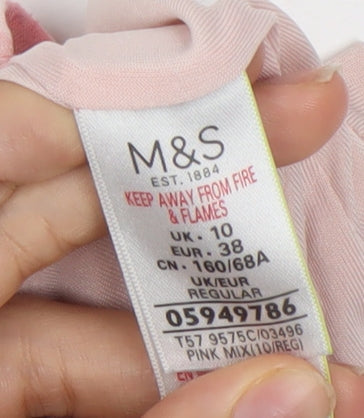 M&S
EST. 1884
KEEP AWAY FROM FIRE
& FLAMES
UK. 10
EUR. 38
CN. 160/68A
UK/EUR
REGULAR
05949786
T57 9575C/03496
PINK MIX(10/REG)